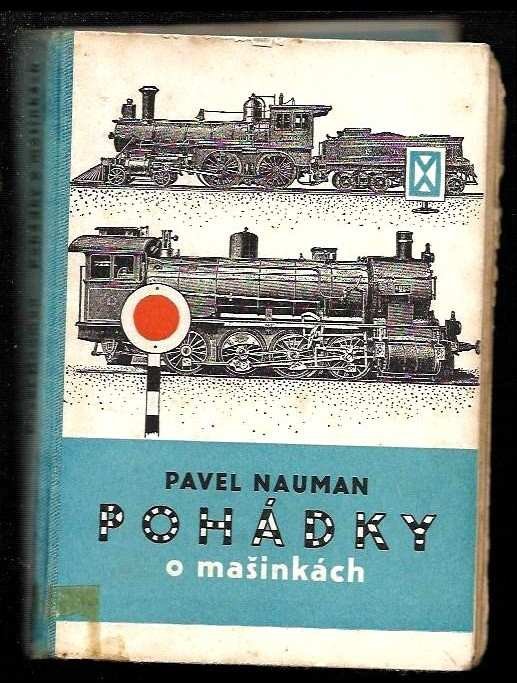 PAVEL NAUMAN
POHÁDKY
o mašinkách